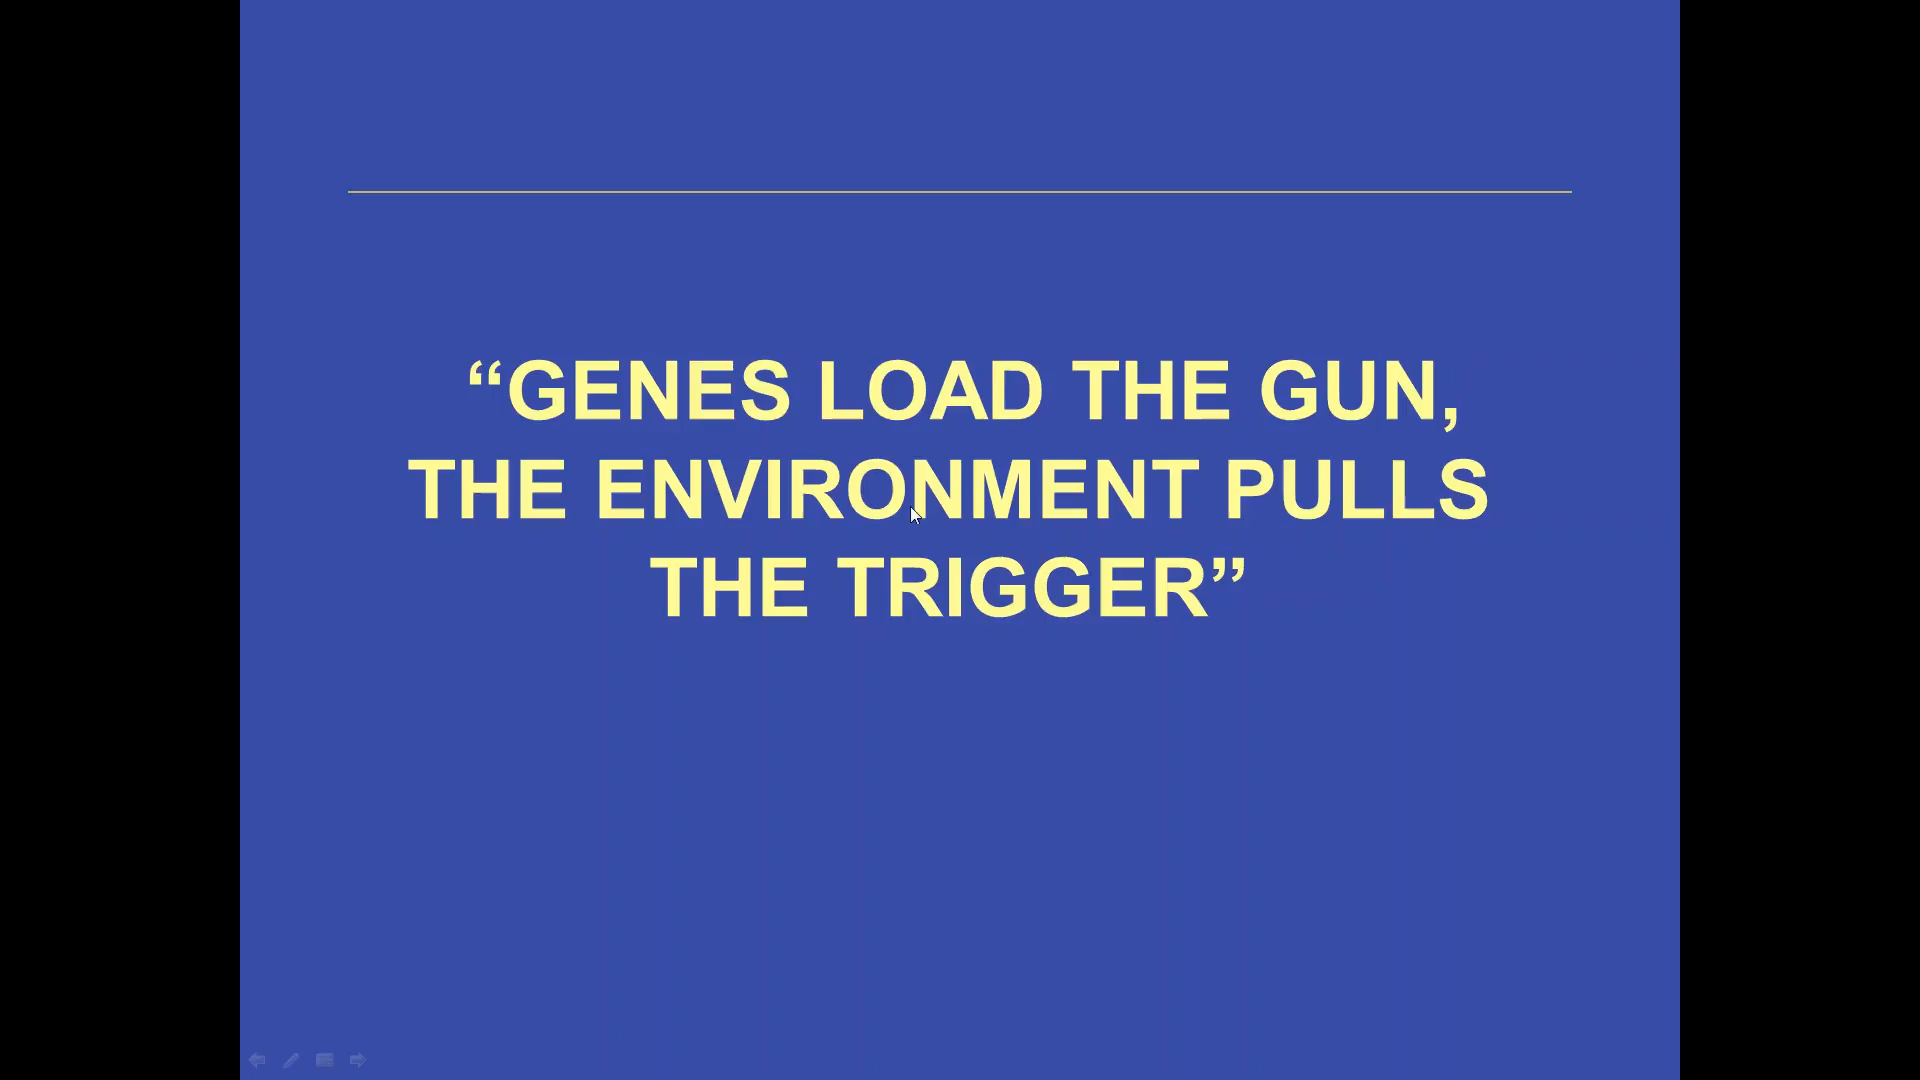 “GENES LOAD THE GUN,
THE ENVIRONMENT PULLS
THE TRIGGER”